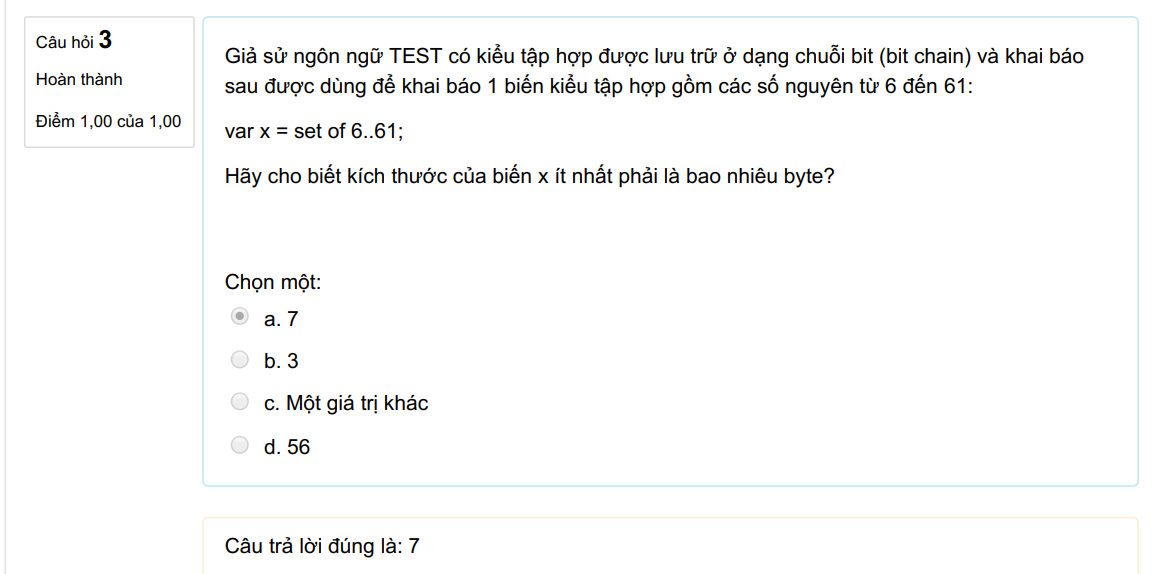 Câu hỏi 3
Hoàn thành
Điểm 1,00 của 1,00
Giả sử ngôn ngữ TEST có kiểu tập hợp được lưu trữ ở dạng chuỗi bit (bit chain) và khai báo
sau được dùng để khai báo 1 biến kiểu tập hợp gồm các số nguyên từ 6 đến 61:
var x = set of 6..61;
Hãy cho biết kích thước của biến x ít nhất phải là bao nhiêu byte?
Chọn một:
a. 7
b. 3
c. Một giá trị khác
d. 56
Câu trả lời đúng là: 7